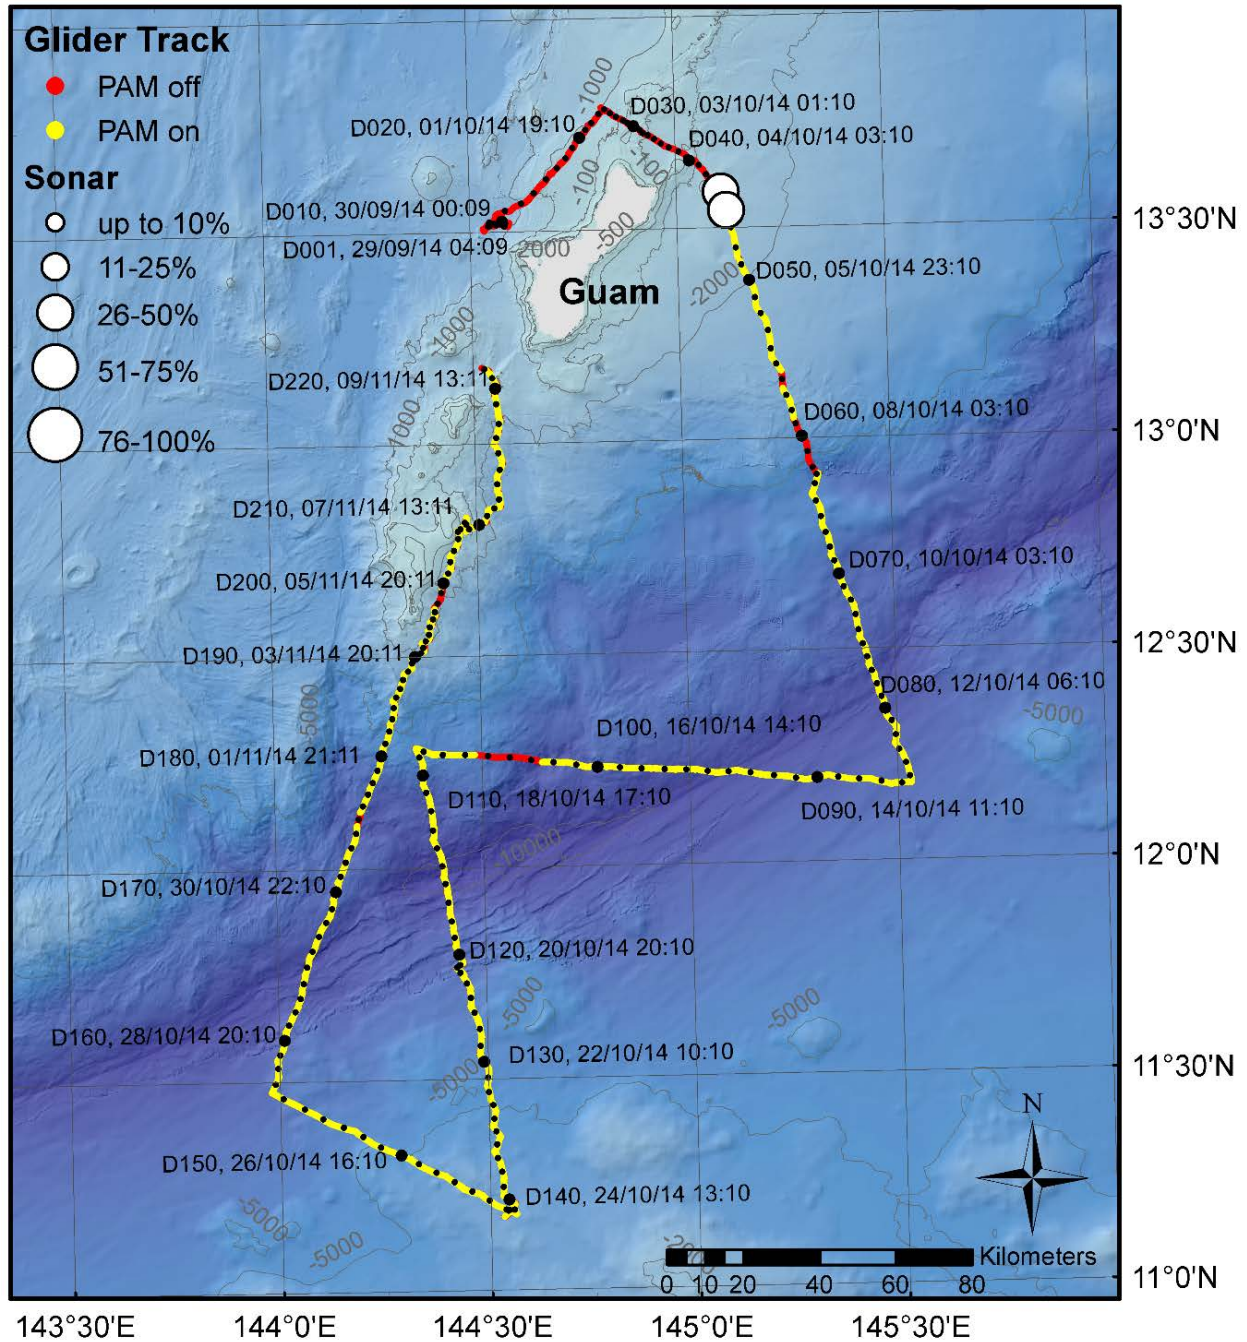 Glider Track
PAM off
PAM on
Sonar
up to 10%
11-25%
26-50%
51-75%
76-100%
-1000
D030, 03/10/14 01:10
D020, 01/10/14 19:10
D040, 04/10/14 03:10
-100
-100
D010, 30/09/14 00:09
D001, 29/09/14 04:09
2000
-500
Guam
-2000
D050, 05/10/14 23:10
1000
D220, 09/11/14 13:11
1000
D060, 08/10/14 03:10
D210, 07/11/14 13:11
D200, 05/11/14 20:11
D070, 10/10/14 03:10
D190, 03/11/14 20:11
D080, 12/10/14 06:10
-5000
-5000
D100, 16/10/14 14:10
D180, 01/11/14 21:11
D110, 18/10/14 17:10
D090, 14/10/14 11:10
-10000
D170, 30/10/14 22:10
D120, 20/10/14 20:10
-5000
-5000
D160, 28/10/14 20:10
D130, 22/10/14 10:10
-5000
D150, 26/10/14 16:10
D140, 24/10/14 13:10
-5000
-5000
N
Kilometers
0 10 20 40 60 80
13°30'N
13°0'N
12°30'N
12°0'N
11°30'N
11°0'N
143°30'E 144°0'E 144°30'E 145°0'E 145°30'E